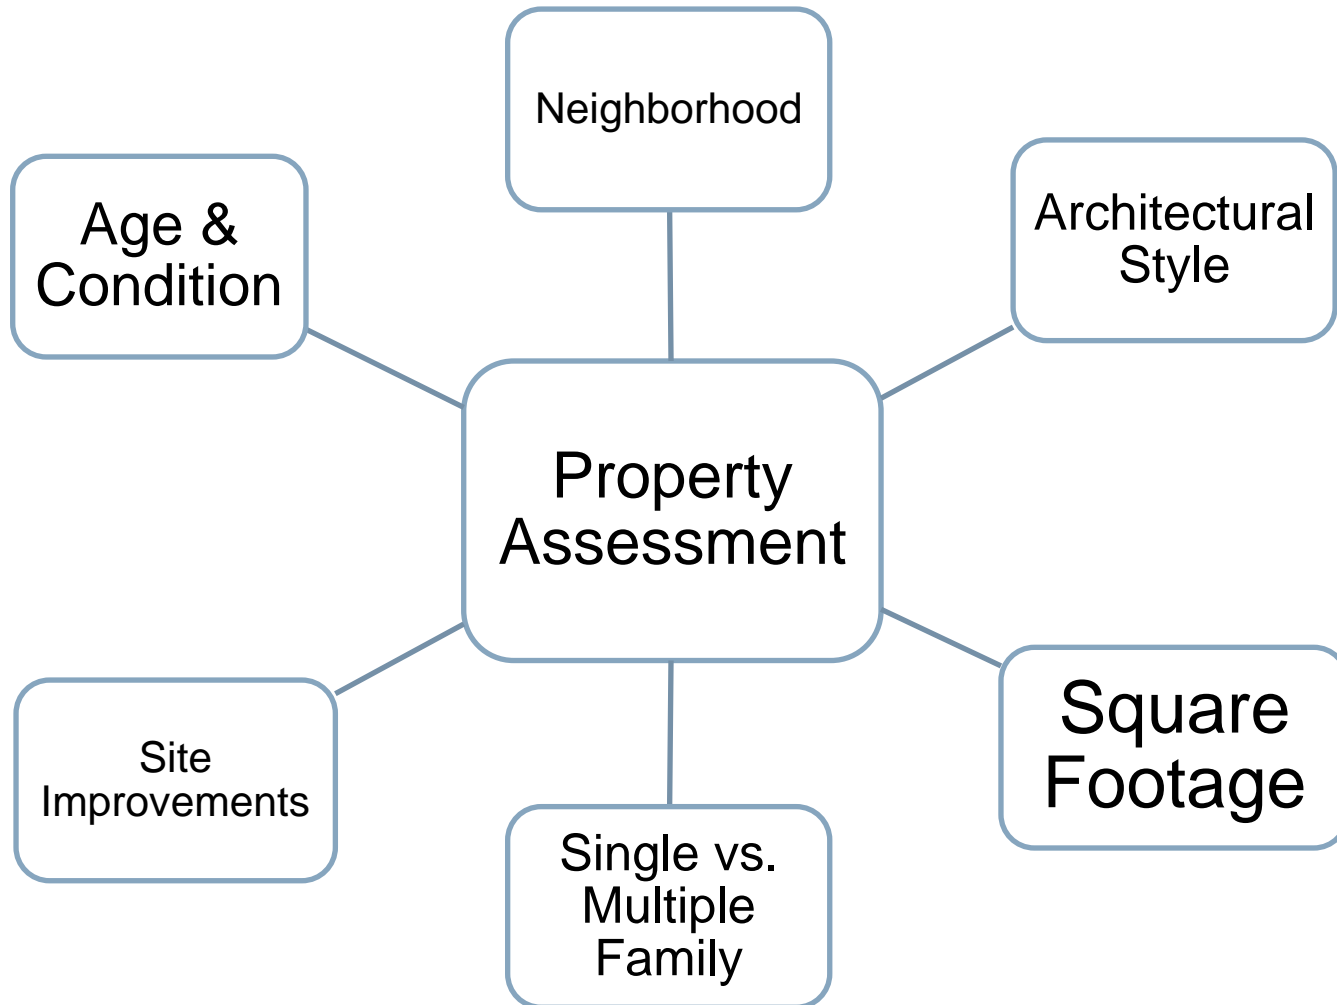 Neighborhood
Architectural
Style
Age &
Condition
Property
Assessment
Square
Footage
Site
Improvements
Single vs.
Multiple
Family